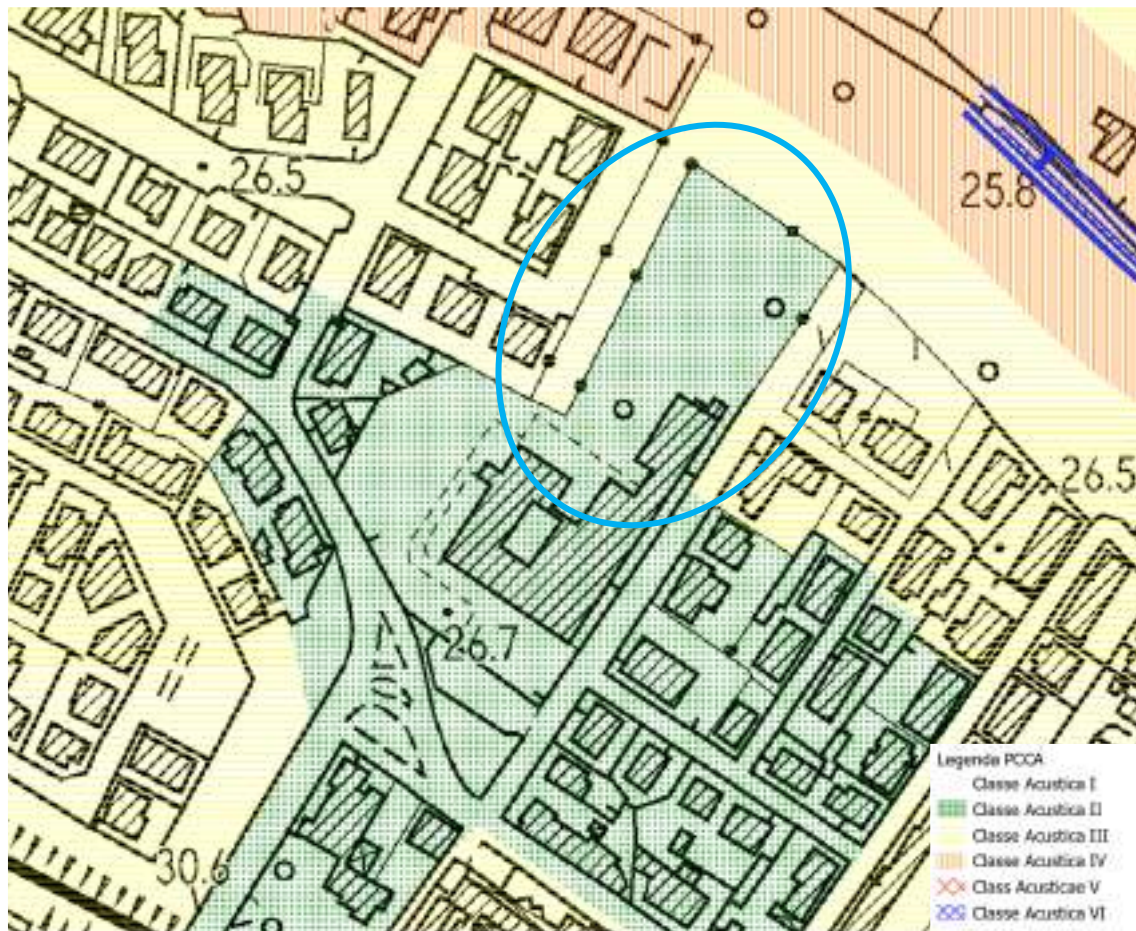 26.5
25.8
26.5
26.7
30.6
Legenda PCCA
Classe Acustica I
Classe Acustica II
Classe Acustica III
Classe Acustica IV
Class Acusticae V
Classe Acustica VI